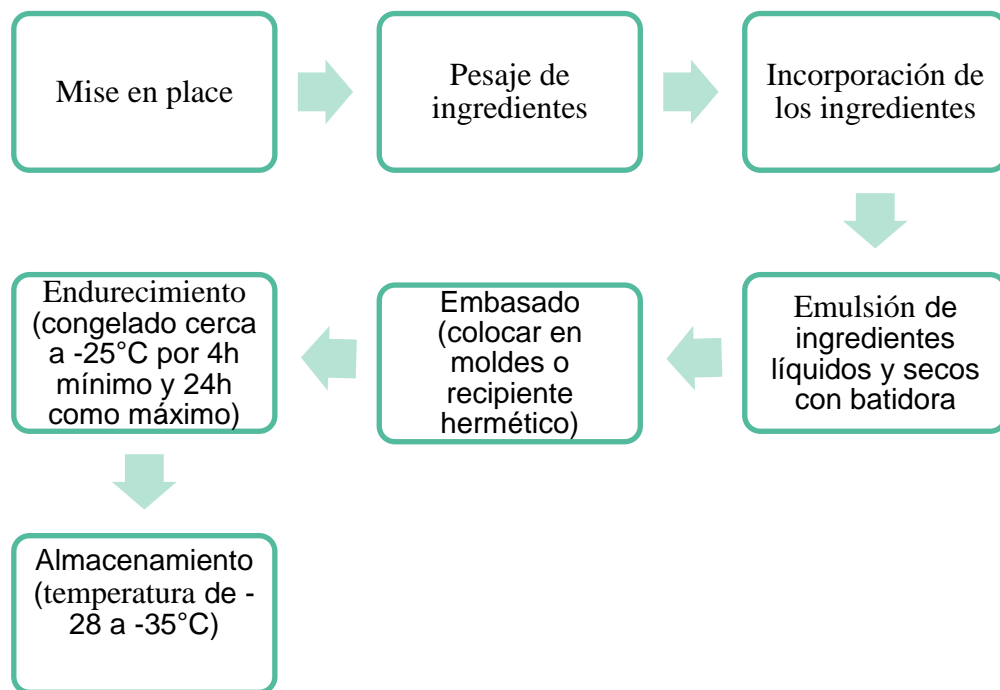 Mise en place
Pesaje de
ingredientes
Incorporación de
los ingredientes
Emulsión de
ingredientes
líquidos y secos
con batidora
Embasado
(colocar en
moldes o
recipiente
hermético)
Endurecimiento
(congelado cerca
a -25°C por 4h
mínimo y 24h
como máximo)
Almacenamiento
(temperatura de -
28 a -35°C)